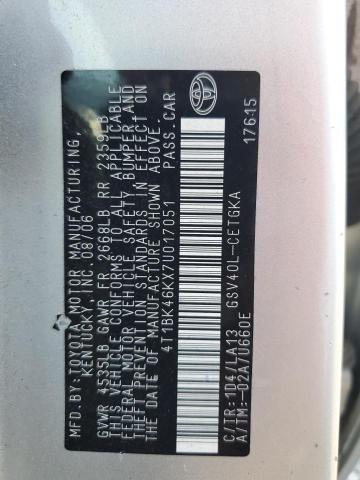 MFD.BY:TOYOTA MOTOR MANUFACTURING,
KENTUCKY, INC. 08/06
GVWR 4535LB GAWR FR 2668LB RR 2359LB
THIS VEHICLE CONFORMS TO ALL APPLICABLE
FEDERAL MOTOR VEHICLE SAFETY, BUMPER AND
THEFT PREVENTION STANDARDS IN EFFECT ON
THE DATE OF MANUFACTURE SHOWN ABOVE.
4T1BK46KX7U017051 PASS.CAR
C/TR:1D4/LA13 GSV40L-CETGKA
A/TM:-02A/U660E
17615
TOYOTA